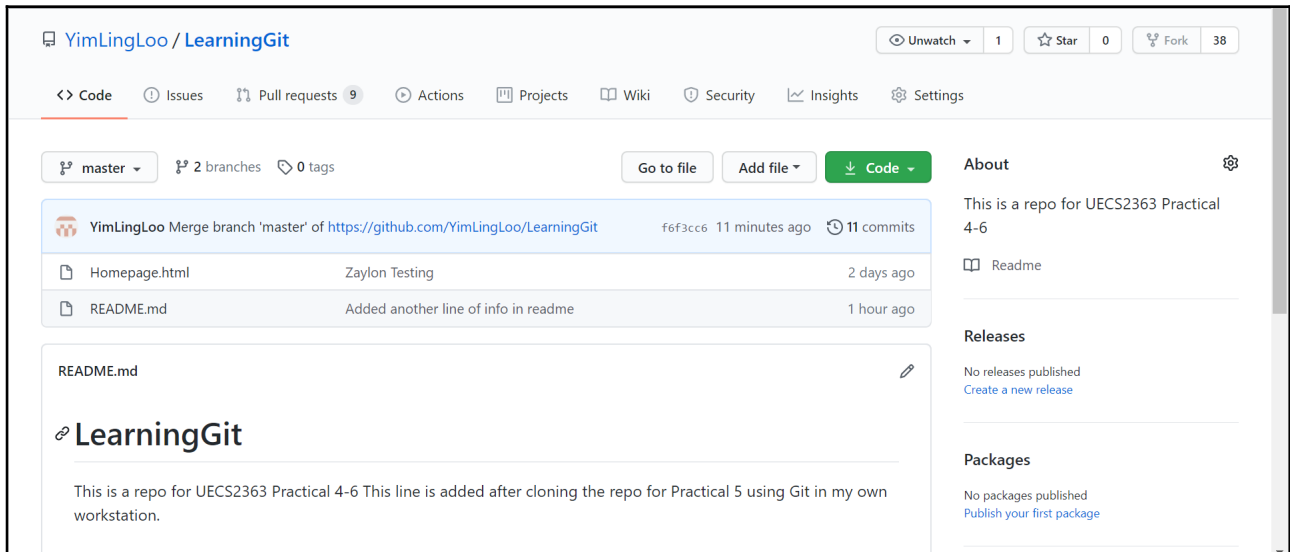 YimLingLoo / LearningGit
Unwatch 1 Star 0 Fork 38
<> Code Issues Pull requests 9 Actions Projects Wiki Security Insights Settings
master 2 branches 0 tags Go to file Add file Code
YimLingLoo Merge branch 'master' of https://github.com/YimLingLoo/LearningGit f6f3cc6 11 minutes ago 11 commits
Homepage.html Zaylon Testing 2 days ago
README.md Added another line of info in readme 1 hour ago
README.md
LearningGit
This is a repo for UECS2363 Practical 4-6 This line is added after cloning the repo for Practical 5 using Git in my own
workstation.
About
This is a repo for UECS2363 Practical
4-6
Readme
Releases
No releases published
Create a new release
Packages
No packages published
Publish your first package